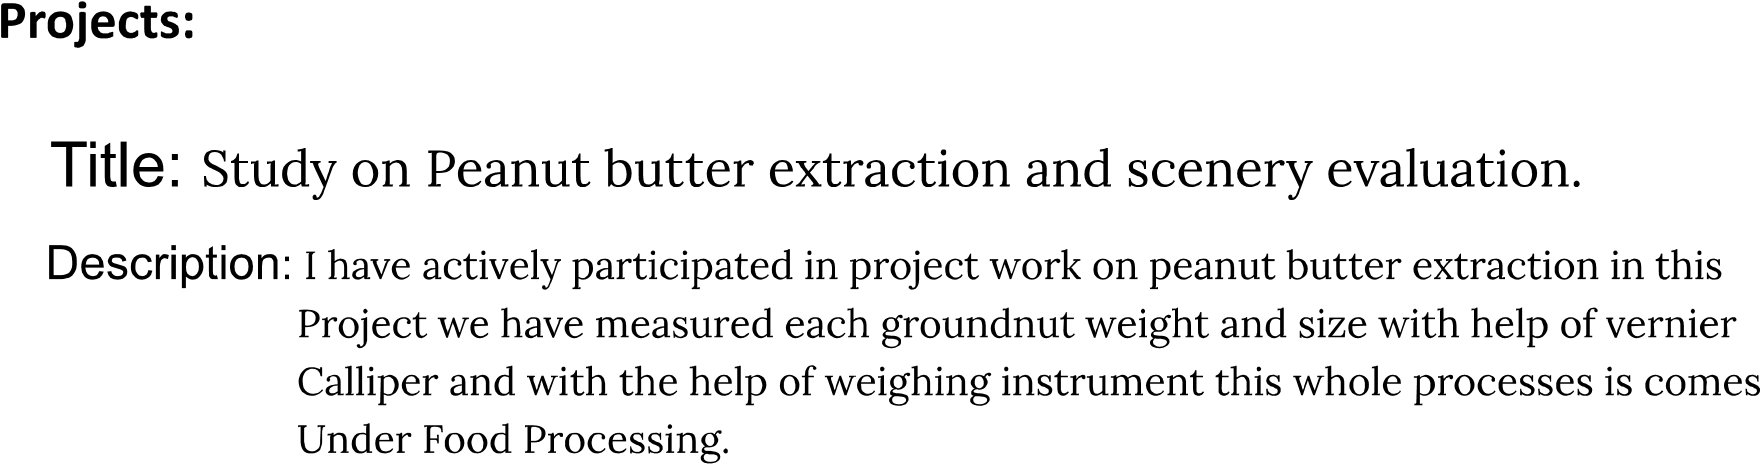 Projects:
Title: Study on Peanut butter extraction and scenery evaluation.
Description: I have actively participated in project work on peanut butter extraction in this
Project we have measured each groundnut weight and size with help of vernier
Calliper and with the help of weighing instrument this whole processes is comes
Under Food Processing.